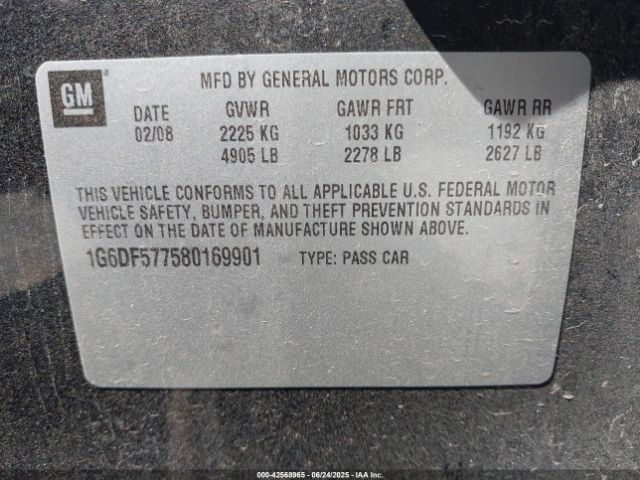 GM
MFD BY GENERAL MOTORS CORP.
DATE GVWR GAWR FRT GAWR RR
02/08 2225 KG 1033 KG 1192 KG
4905 LB 2278 LB 2627 LB
THIS VEHICLE CONFORMS TO ALL APPLICABLE U.S. FEDERAL MOTOR
VEHICLE SAFETY, BUMPER, AND THEFT PREVENTION STANDARDS IN
EFFECT ON THE DATE OF MANUFACTURE SHOWN ABOVE.
1G6DF577580169901 TYPE: PASS CAR
000-42568965 - 06/24/2025 - IAAI.COM